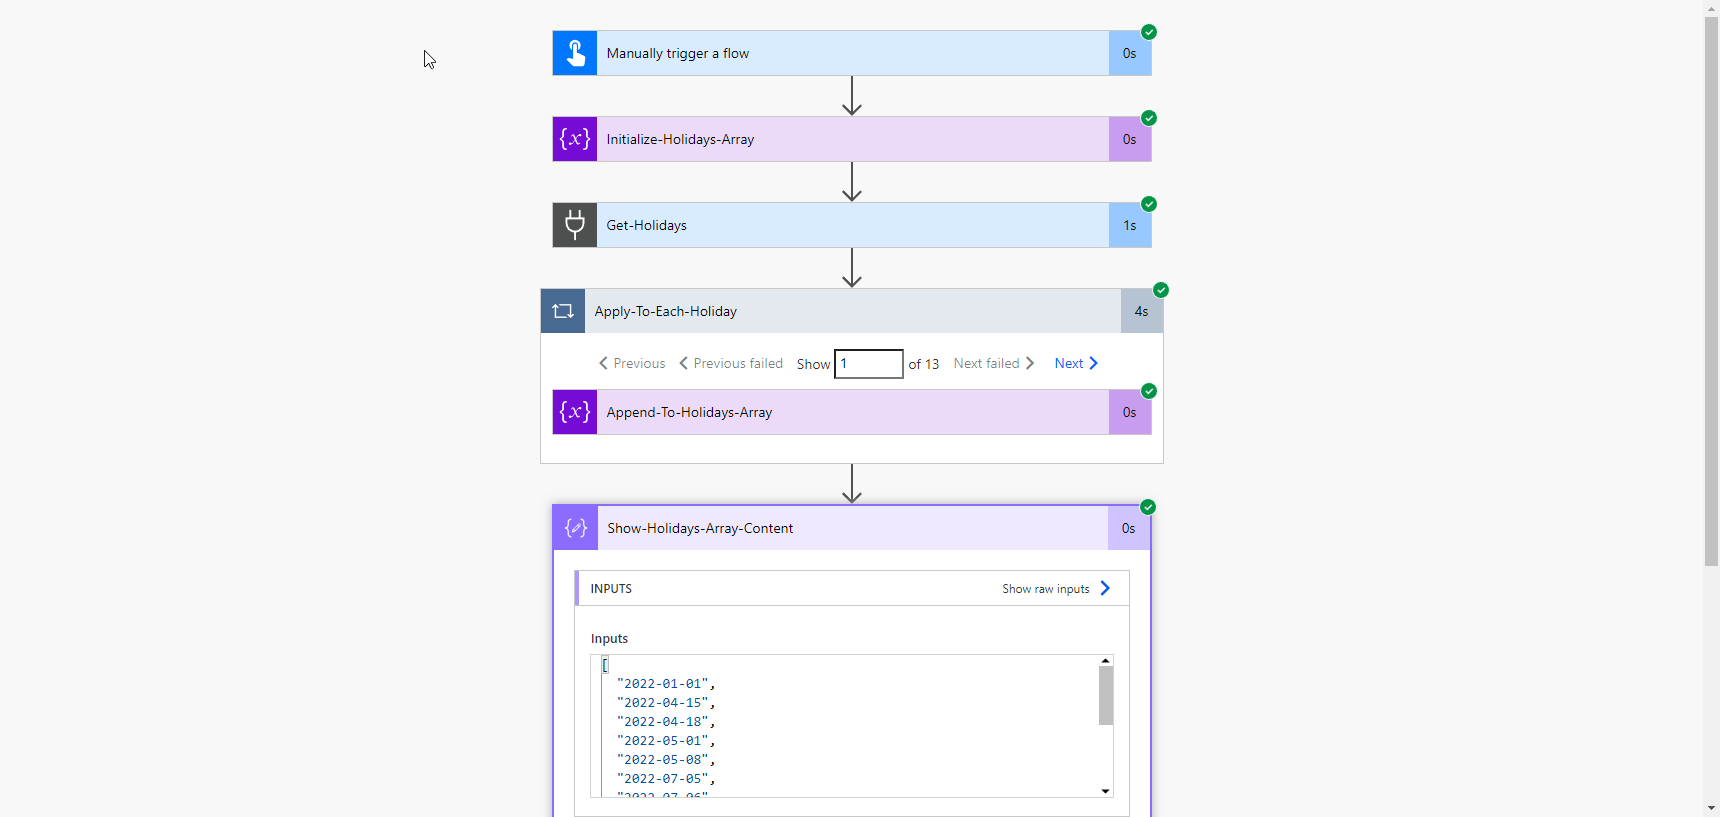 Manually trigger a flow 0s
{x} Initialize-Holidays-Array 0s
Get-Holidays 1s
Apply-To-Each-Holiday 4s
Previous Previous failed Show 1 of 13 Next failed Next
{x} Append-To-Holidays-Array 0s
Show-Holidays-Array-Content 0s
INPUTS Show raw inputs
Inputs
[
"2022-01-01",
"2022-04-15",
"2022-04-18",
"2022-05-01",
"2022-05-08",
"2022-07-05",
"2022-07-06"